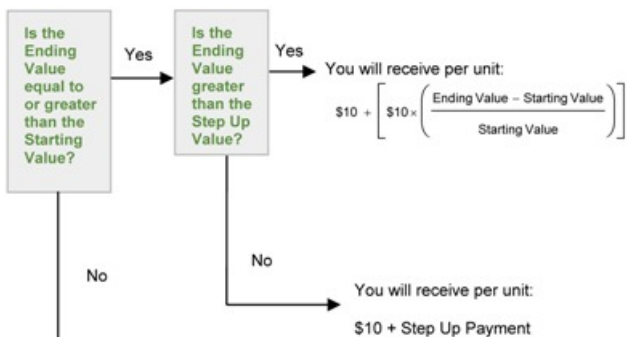 Is the
Ending
Value
equal to
or greater
than the
Starting
Value?
Yes
Is the
Ending
Value
greater
than the
Step Up
Value?
Yes
You will receive per unit:
$10 + [ $10 × ( Ending Value – Starting Value / Starting Value ) ]
No
No
You will receive per unit:
$10 + Step Up Payment